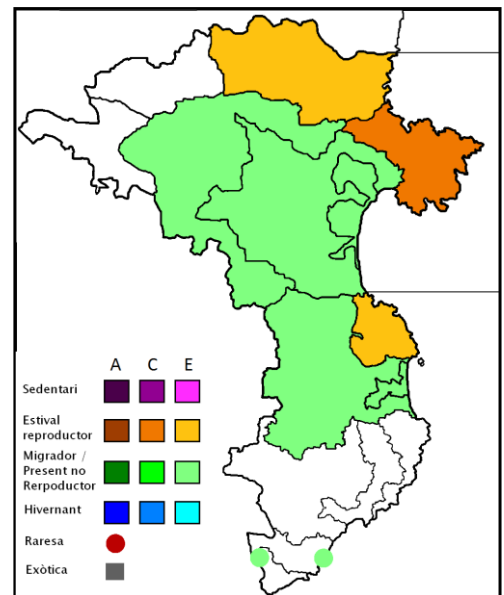 A C E
Sedentari
Estival
reproductor
Migrador /
Present no
Rerpoductor
Hivernant
Raresa
Exòtica